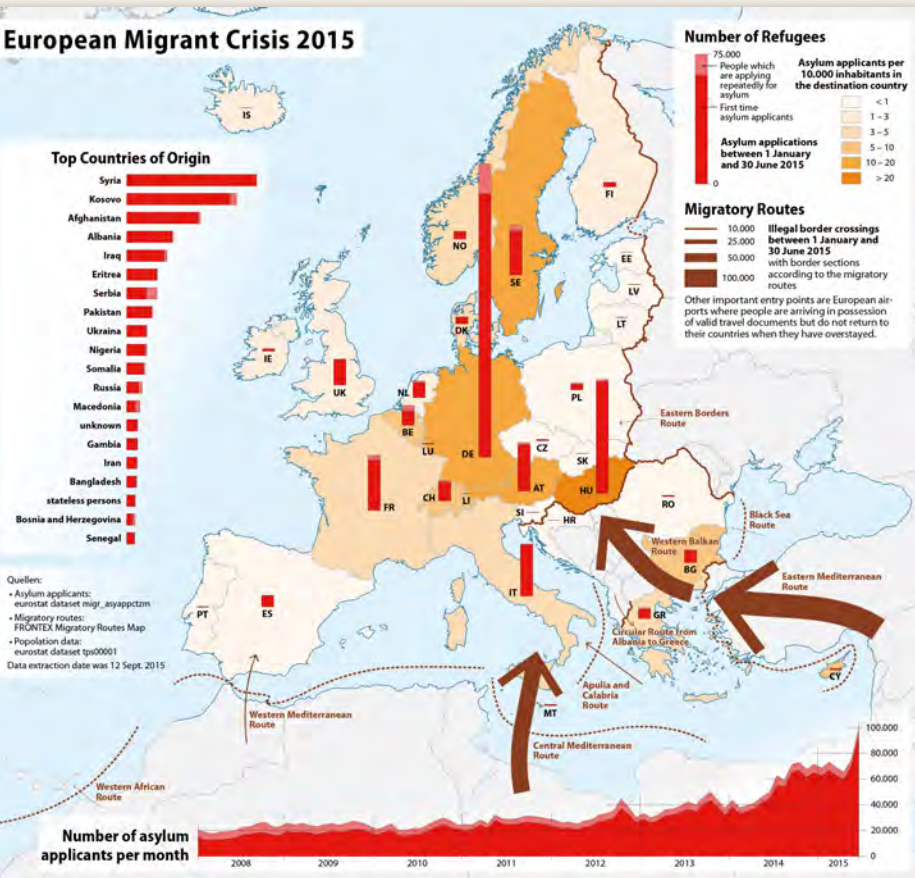 European Migrant Crisis 2015
Number of Refugees
75.000
People which
are applying
repeatedly for
asylum
First time
asylum applicants
Asylum applications
between 1 January
and 30 June 2015
0
Asylum applicants per
10.000 inhabitants in
the destination country
< 1
1 – 3
3 – 5
5 – 10
10 – 20
> 20
Migratory Routes
10.000
25.000
50.000
100.000
Illegal border crossings
between 1 January and
30 June 2015
with border sections
according to the migratory
routes
Other important entry points are European air-
ports where people are arriving in possession
of valid travel documents but do not return to
their countries when they have overstayed.
Top Countries of Origin
Syria
Kosovo
Afghanistan
Albania
Iraq
Eritrea
Serbia
Pakistan
Ukraina
Nigeria
Somalia
Russia
Macedonia
unknown
Gambia
Iran
Bangladesh
stateless persons
Bosnia and Herzegovina
Senegal
Quellen:
• Asylum applicants:
eurostat dataset migr_asyappctzm
• Migratory routes:
FRONTEX Migratory Routes Map
• Popolation data:
eurostat dataset tps00001
Data extraction date was 12 Sept. 2015
IS
FI
NO
SE
EE
LV
LT
DK
IE
UK
NL
BE
LU
DE
PL
CZ
SK
FR
CH
LI
AT
HU
SI
HR
RO
BG
IT
GR
PT
ES
MT
CY
Eastern Borders
Route
Black Sea
Route
Western Balkan
Route
Eastern Mediterranean
Route
Circular Route from
Albania to Greece
Apulia and
Calabria
Route
Central Mediterranean
Route
Western Mediterranean
Route
Western African
Route
Number of asylum
applicants per month
100.000
80.000
60.000
40.000
20.000
0
2008
2009
2010
2011
2012
2013
2014
2015